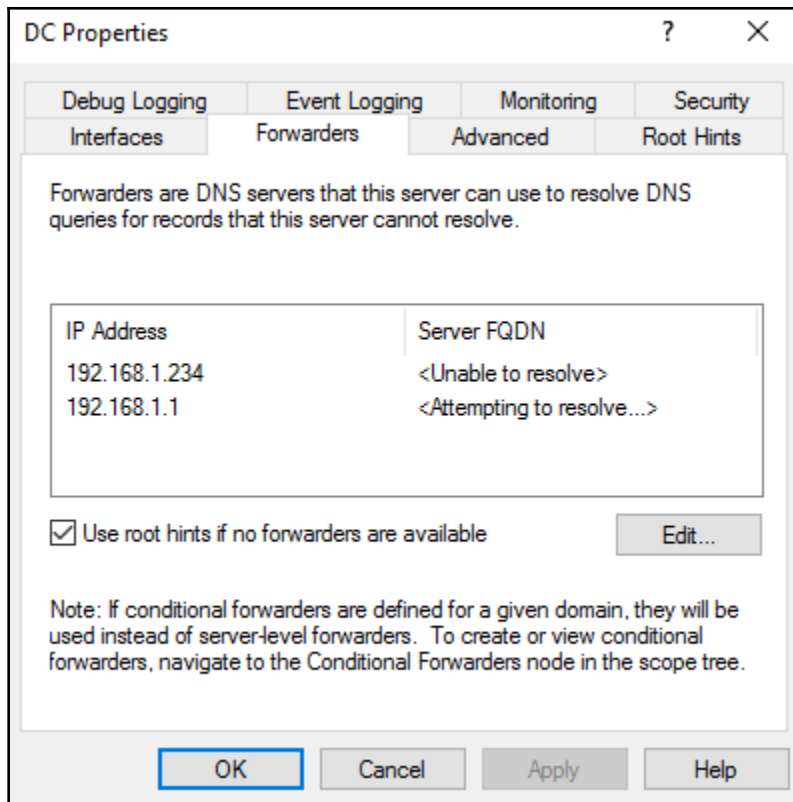 DC Properties
Debug Logging
Event Logging
Monitoring
Security
Interfaces
Forwarders
Advanced
Root Hints
Forwarders are DNS servers that this server can use to resolve DNS
queries for records that this server cannot resolve.
IP Address
Server FQDN
192.168.1.234
<Unable to resolve>
192.168.1.1
<Attempting to resolve...>
Use root hints if no forwarders are available
Edit...
Note: If conditional forwarders are defined for a given domain, they will be
used instead of server-level forwarders.  To create or view conditional
forwarders, navigate to the Conditional Forwarders node in the scope tree.
OK
Cancel
Apply
Help